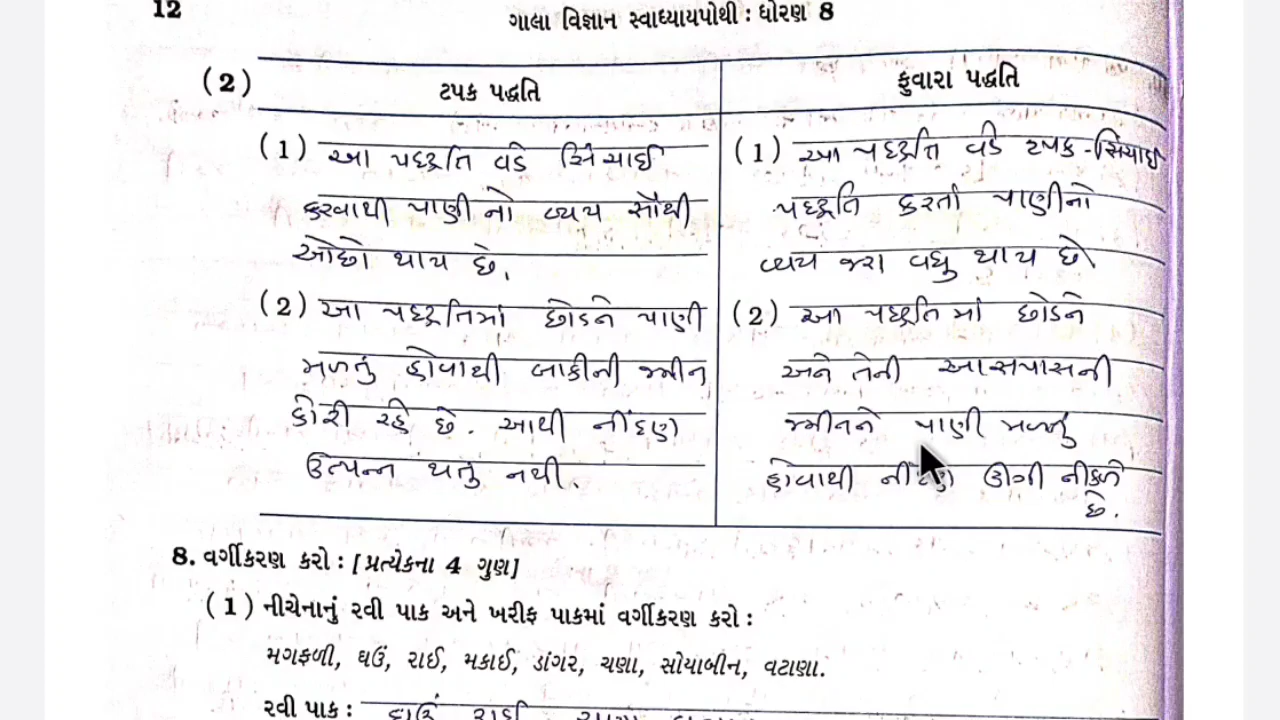 12
ગાલા વિજ્ઞાન સ્વાધ્યાયપોથી : ધોરણ 8
(2) ટપક પદ્ધતિ
(1) આ પદ્ધતિ વડે સિંચાઈ
કરવાથી પાણી નો વ્યય સૌથી
ઓછો થાય છે.
(2) આ પદ્ધતિમાં છોડને પાણી
મળતું હોવાથી બાકીની જમીન
કોરી રહે છે. આથી નીંદણ
ઉત્પન્ન થતું નથી.
ફુવારા પદ્ધતિ
(1) આ પદ્ધતિ વડે ટપક-સિંચાઈ
પદ્ધતિ કરતાં પાણીનો
વ્યય જરા વધુ થાય છે.
(2) આ પદ્ધતિ માં છોડને
અને તેની આસપાસની
જમીનને પાણી મળતું
હોવાથી નીંદણ ઊગી નીકળે
છે.
8. વર્ગીકરણ કરો : [પ્રત્યેકના 4 ગુણ]
(1) નીચેનાનું રવી પાક અને ખરીફ પાકમાં વર્ગીકરણ કરો :
મગફળી, ઘઉં, રાઈ, મકાઈ, ડાંગર, ચણા, સોયાબીન, વટાણા.
રવી પાક : ઘઉં રાઈ